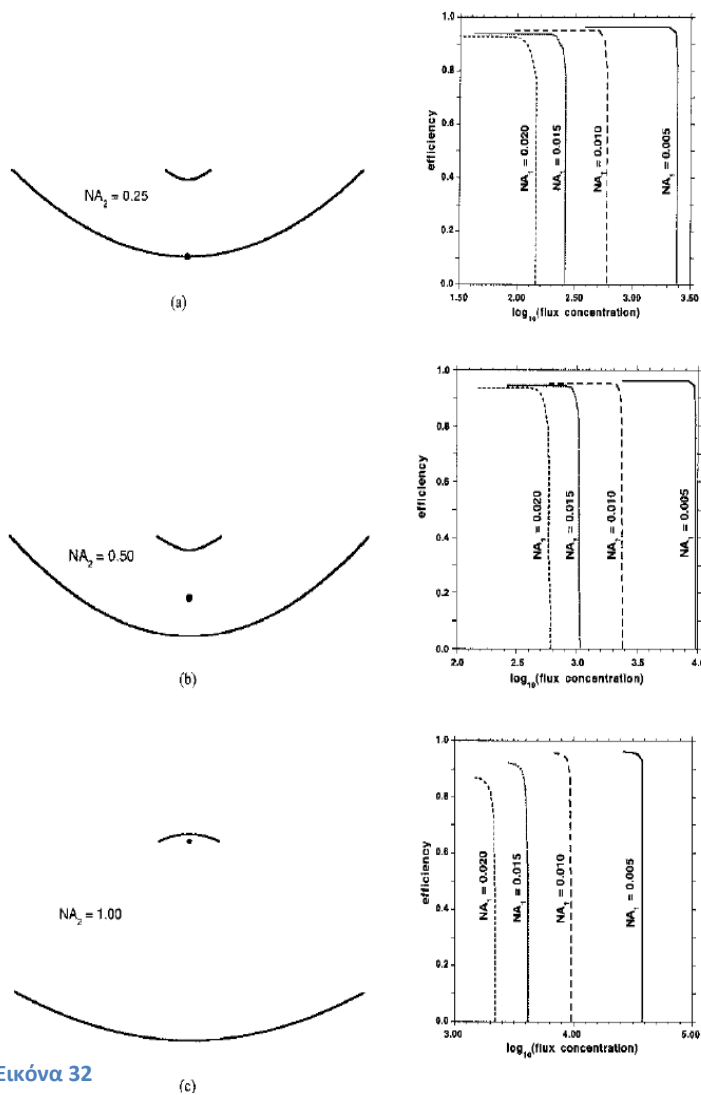 NA2 = 0.25
(a)
efficiency
1.0
0.8
0.6
0.4
0.2
0.0
NA1 = 0.020
NA1 = 0.015
NA1 = 0.010
NA1 = 0.005
1.50 2.00 2.50 3.00 3.50
log10(flux concentration)
NA2 = 0.50
(b)
efficiency
1.0
0.8
0.6
0.4
0.2
0.0
NA1 = 0.020
NA1 = 0.015
NA1 = 0.010
NA1 = 0.005
2.0 2.5 3.0 3.5 4.0
log10(flux concentration)
NA2 = 1.00
(c)
efficiency
1.0
0.8
0.6
0.4
0.2
0.0
NA1 = 0.020
NA1 = 0.015
NA1 = 0.010
NA1 = 0.005
3.00 4.00 5.00
log10(flux concentration)
Εικόνα 32